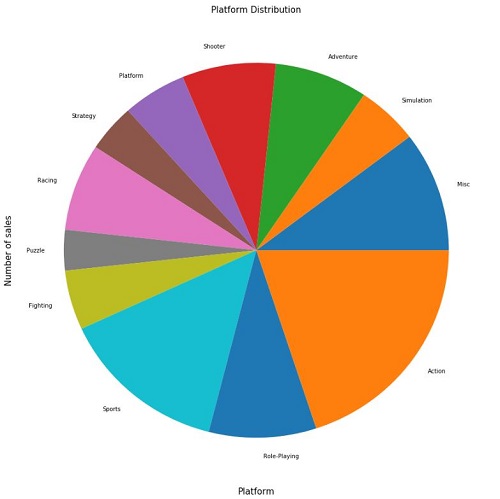 Platform Distribution
Shooter
Adventure
Platform
Simulation
Strategy
Racing
Misc
Number of sales
Puzzle
Fighting
Action
Sports
Role-Playing
Platform